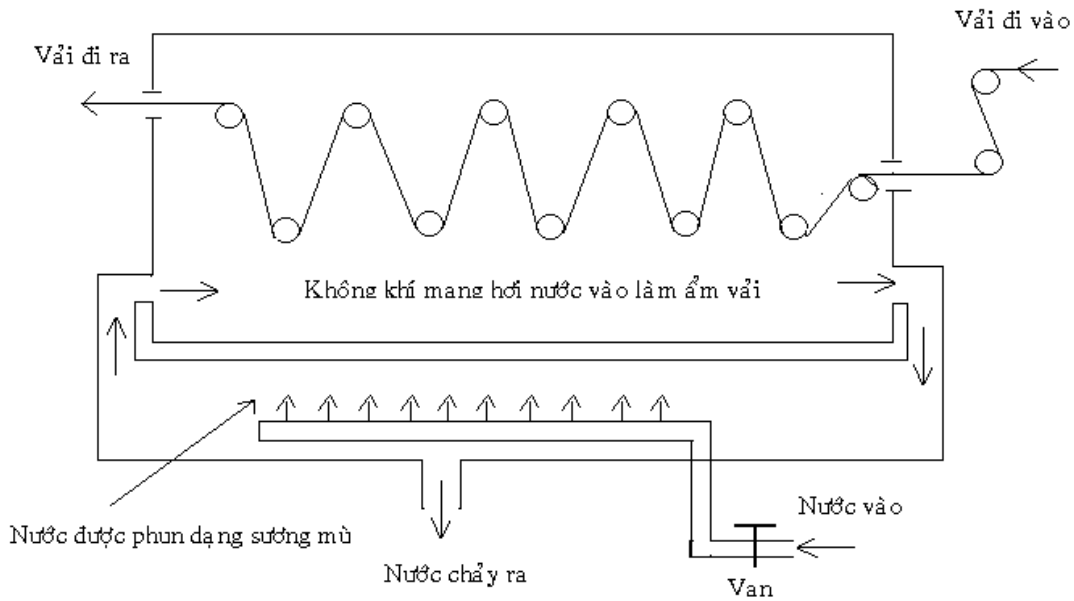 Vải đi vào
Vải đi ra
Không khí mang hơi nước vào làm ẩm vải
Nước được phun dạng sương mù
Nước vào
Nước chảy ra
Van